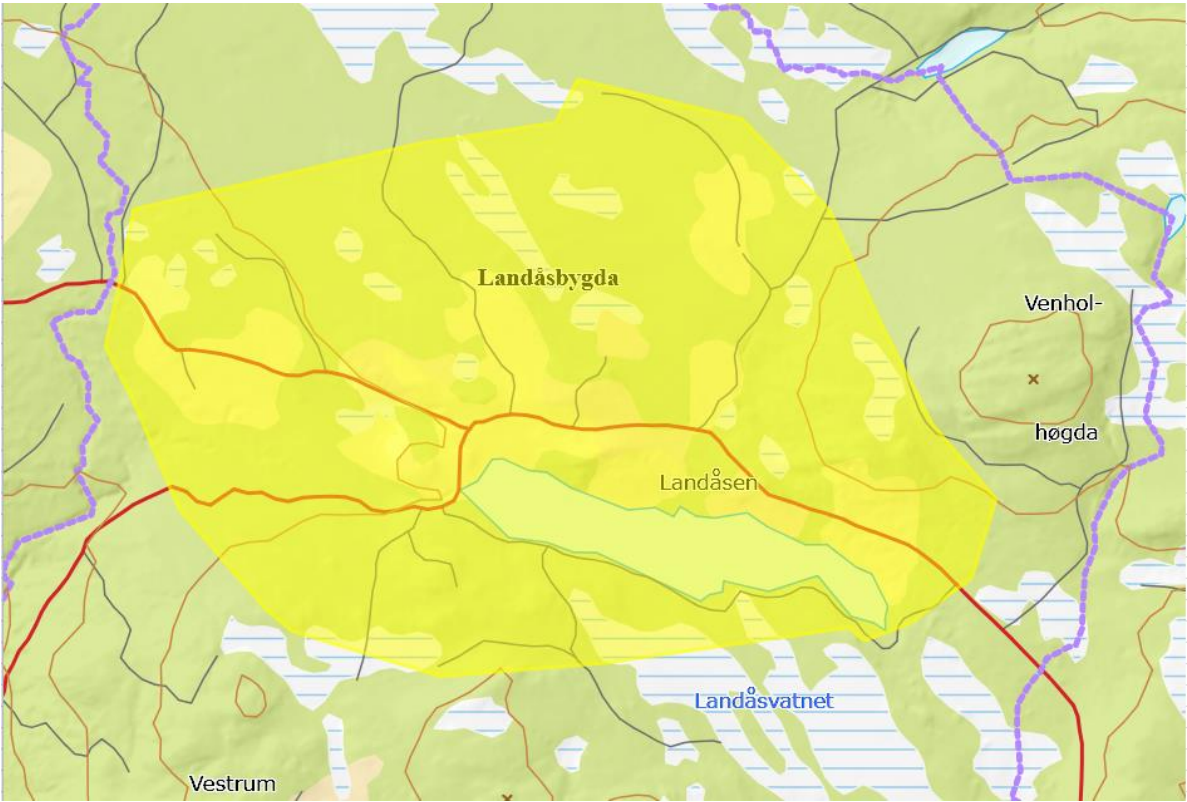 Landåsbygda
Venhol-
høgda
Landåsen
Landåsvatnet
Vestrum